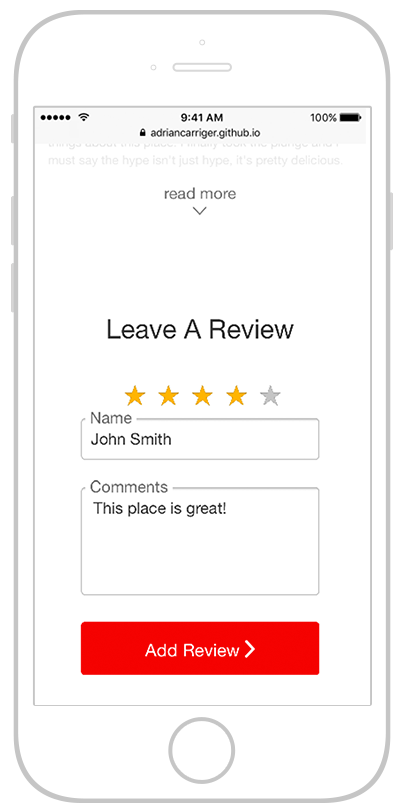 9:41 AM
100%
adriancarriger.github.io
things about this place. I finally took the plunge and I
must say the hype isn't just hype, it's pretty delicious.
read more
Leave A Review
Name
John Smith
Comments
This place is great!
Add Review